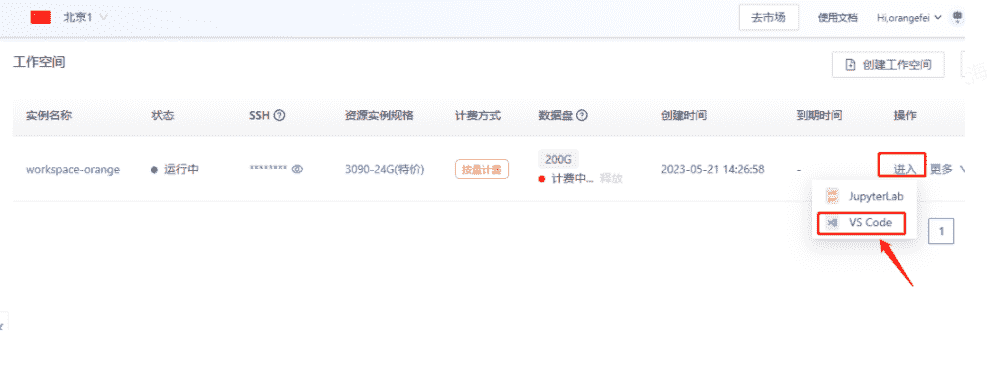 北京1
去市场
使用文档
Hi,orangefei
工作空间
创建工作空间
实例名称 状态 SSH 资源实例规格 计费方式 数据盘 创建时间 到期时间 操作
workspace-orange 运行中 ******** 3090-24G(特价) 按量计费 200G 2023-05-21 14:26:58 - 进入 更多
计费中... 释放
JupyterLab
VS Code
1